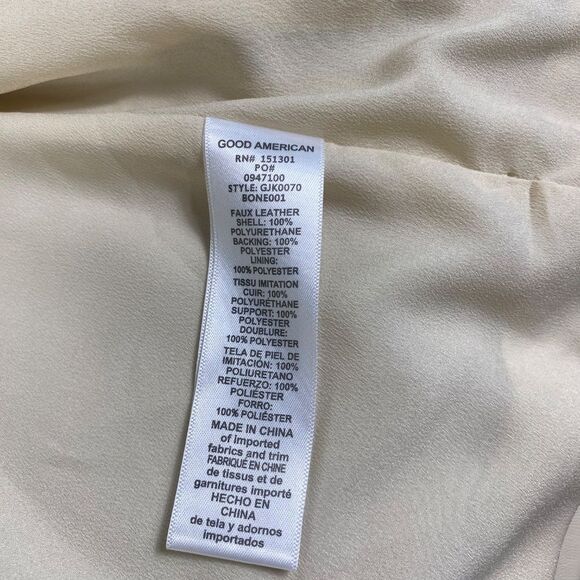 GOOD AMERICAN
RN# 151301
PO#
0947100
STYLE: GJK0070
BONE001
FAUX LEATHER
SHELL: 100%
POLYURETHANE
BACKING: 100%
POLYESTER
LINING:
100% POLYESTER
TISSU IMITATION
CUIR: 100%
POLYURÉTHANE
SUPPORT: 100%
POLYESTER
DOUBLURE:
100% POLYESTER
TELA DE PIEL DE
IMITACIÓN: 100%
POLIURETANO
REFUERZO: 100%
POLIÉSTER
FORRO:
100% POLIÉSTER
MADE IN CHINA
of imported
fabrics and trim
FABRIQUÉ EN CHINE
de tissus et de
garnitures importé
HECHO EN
CHINA
de tela y adornos
importados